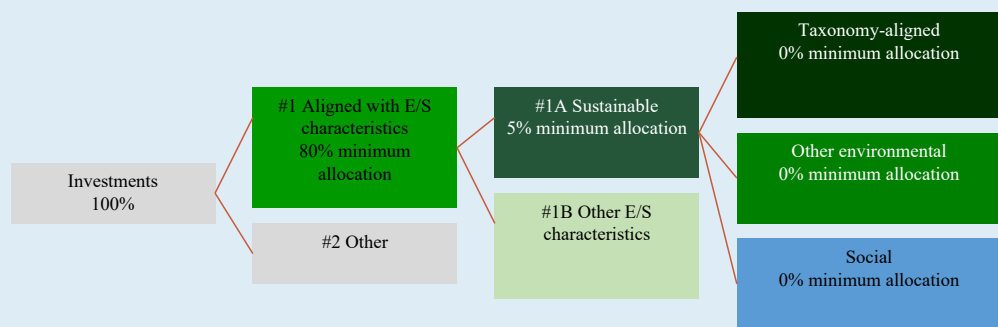 Investments
100%
#1 Aligned with E/S
characteristics
80% minimum
allocation
#2 Other
#1A Sustainable
5% minimum allocation
#1B Other E/S
characteristics
Taxonomy-aligned
0% minimum allocation
Other environmental
0% minimum allocation
Social
0% minimum allocation